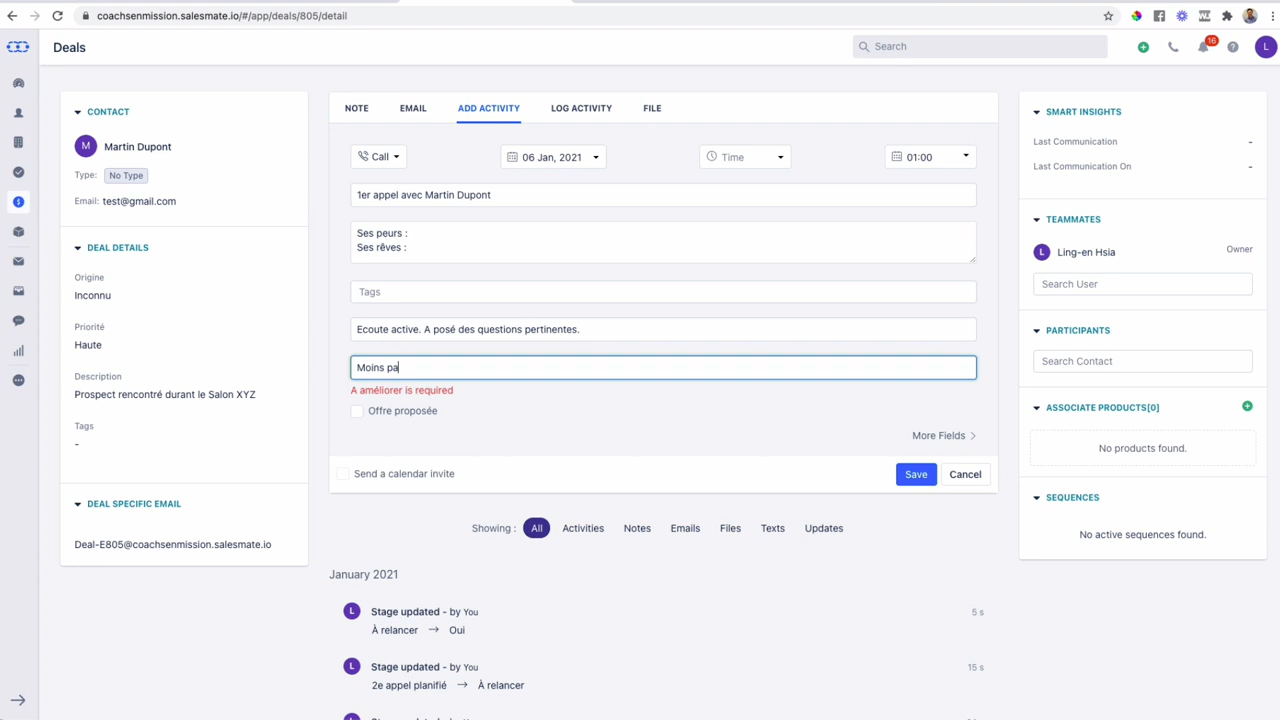 coachsenmission.salesmate.io/#/app/deals/805/detail
Deals
Search
16
L
CONTACT
M Martin Dupont
Type: No Type
Email: test@gmail.com
DEAL DETAILS
Origine
Inconnu
Priorité
Haute
Description
Prospect rencontré durant le Salon XYZ
Tags
-
DEAL SPECIFIC EMAIL
Deal-E805@coachsenmission.salesmate.io
NOTE EMAIL ADD ACTIVITY LOG ACTIVITY FILE
Call 06 Jan, 2021 Time 01:00
1er appel avec Martin Dupont
Ses peurs :
Ses rêves :
Tags
Ecoute active. A posé des questions pertinentes.
Moins pa
A améliorer is required
Offre proposée
More Fields
Send a calendar invite Save Cancel
Showing : All Activities Notes Emails Files Texts Updates
January 2021
L Stage updated - by You 5 s
À relancer → Oui
L Stage updated - by You 15 s
2e appel planifié → À relancer
SMART INSIGHTS
Last Communication -
Last Communication On -
TEAMMATES
L Ling-en Hsia Owner
Search User
PARTICIPANTS
Search Contact
ASSOCIATE PRODUCTS[0]
No products found.
SEQUENCES
No active sequences found.